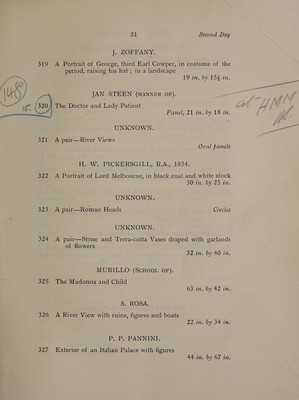 31
Second Day
J. ZOFFANY.
319 A Portrait of George, third Earl Cowper, in costume of the
period, raising his hat; in a landscape
19 in. by 15½ in.
JAN STEEN (MANNER OF).
148
15.
320 The Doctor and Lady Patient
Panel, 21 in. by 18 in.
UNKNOWN.
321 A pair—River Views
Oval panels
H. W. PICKERSGILL, R.A., 1834.
322 A Portrait of Lord Melbourne, in black coat and white stock
30 in. by 25 in.
UNKNOWN.
323 A pair—Roman Heads
Circles
UNKNOWN.
324 A pair—Stone and Terra-cotta Vases draped with garlands
of flowers
32 in. by 40 in.
MURILLO (SCHOOL OF).
325 The Madonna and Child
63 in. by 42 in.
S. ROSA.
326 A River View with ruins, figures and boats
22 in. by 34 in.
P. P. PANNINI.
327 Exterior of an Italian Palace with figures
44 in. by 67 in.